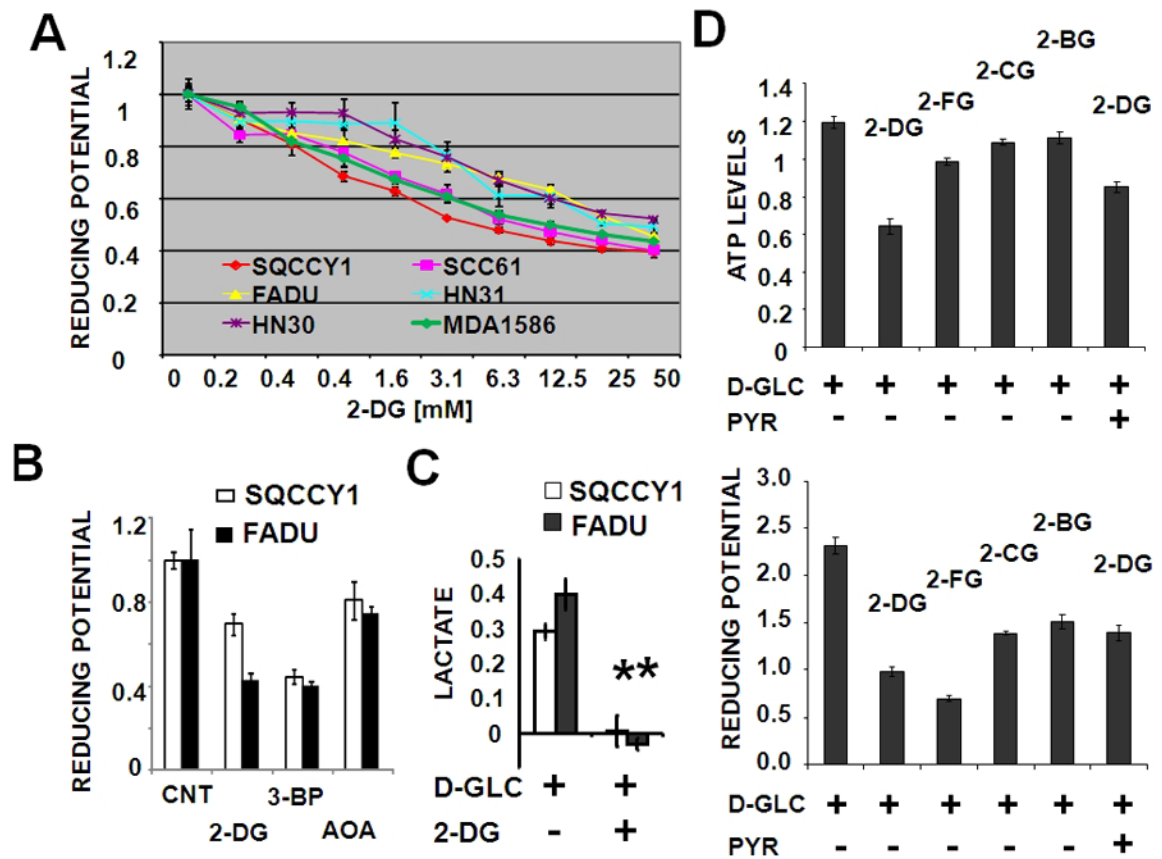 A
REDUCING POTENTIAL
1.2
1
0.8
0.6
0.4
0.2
0
SQCCY1 SCC61
FADU HN31
HN30 MDA1586
0 0.2 0.4 0.4 1.6 3.1 6.3 12.5 25 50
2-DG [mM]
B
SQCCY1
FADU
REDUCING POTENTIAL
1.2
0.8
0.4
0
CNT 3-BP
2-DG AOA
C
SQCCY1
FADU
LACTATE
0.5
0.4
0.3
0.2
0.1
0
**
D-GLC + +
2-DG - +
D
2-BG
2-CG
2-FG 2-DG
2-DG
ATP LEVELS
1.4
1.2
1
0.8
0.6
0.4
0.2
0
D-GLC + + + + + +
PYR - - - - - +
REDUCING POTENTIAL
3.0
2.5
2.0
1.5
1.0
0.5
0.0
2-BG
2-CG
2-DG
2-FG
2-DG
D-GLC + + + + + +
PYR - - - - - +